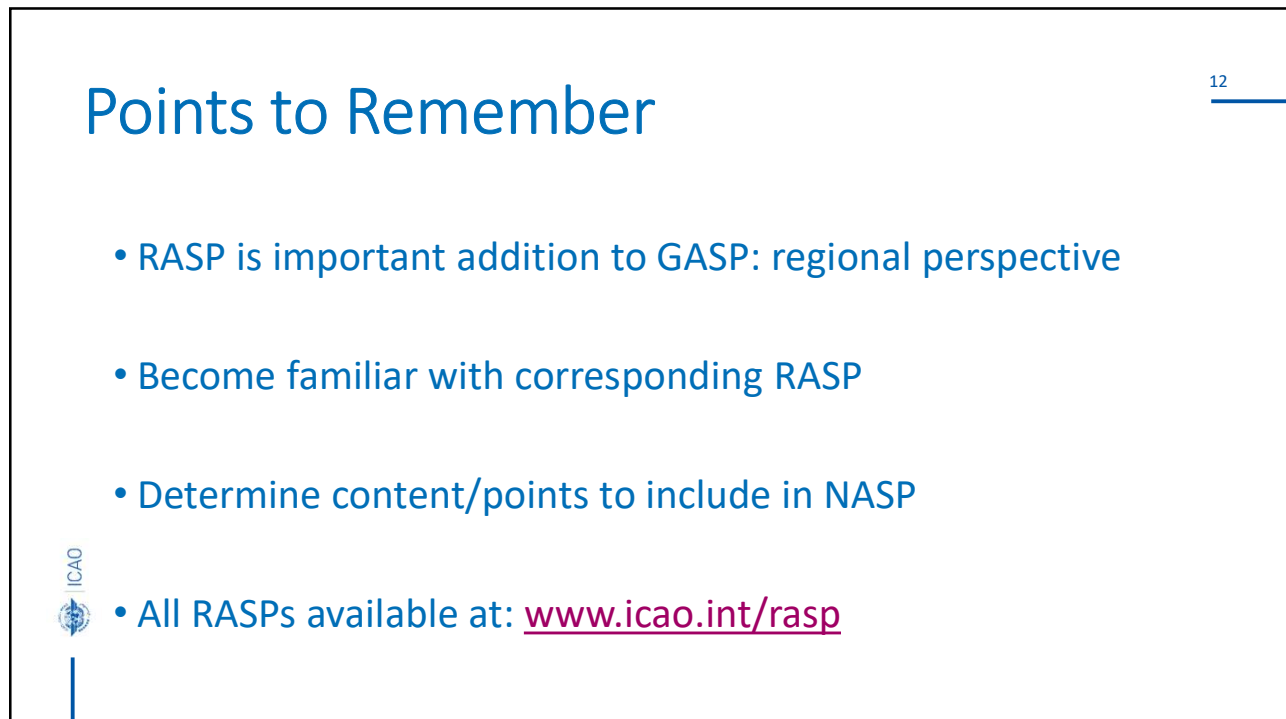 12
Points to Remember
• RASP is important addition to GASP: regional perspective
• Become familiar with corresponding RASP
• Determine content/points to include in NASP
• All RASPs available at: www.icao.int/rasp
ICAO